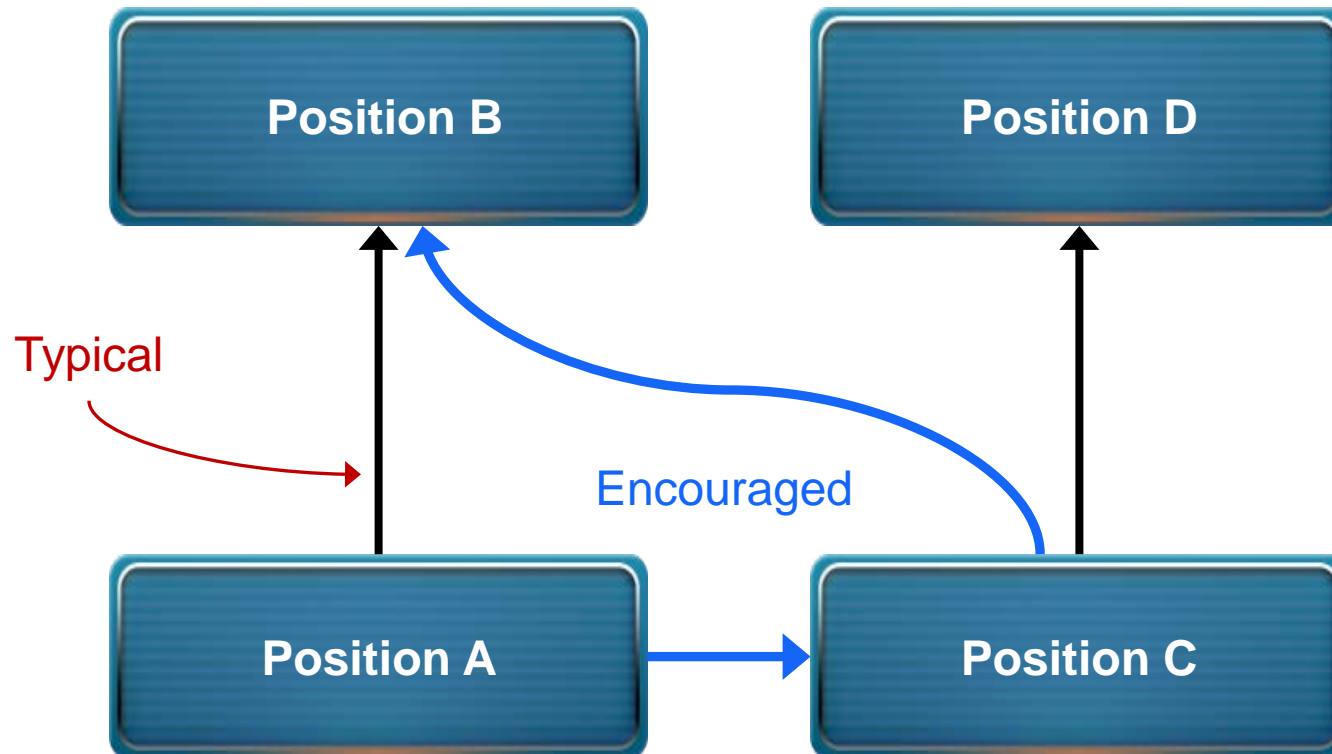 Position B
Position D
Typical
Encouraged
Position A
Position C